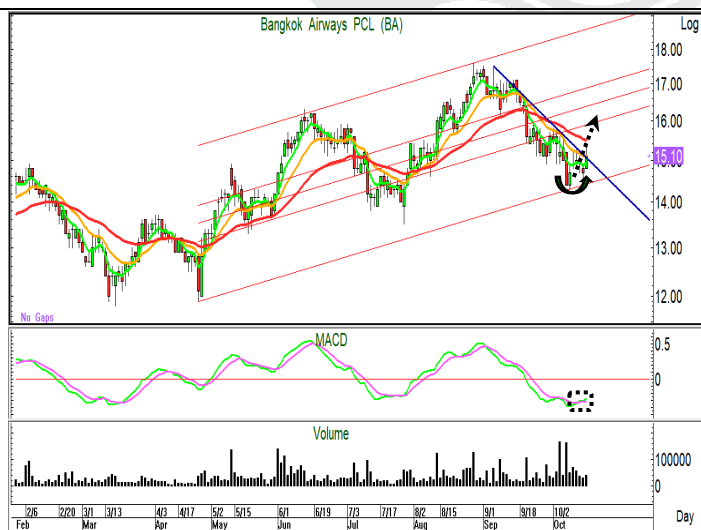 Bangkok Airways PCL (BA)
Log
18.00
17.00
16.00
15.10
14.00
13.00
12.00
No Gaps
MACD
0.5
0
Volume
100000
0
2/6 2/20 3/1 3/13 4/3 4/17 5/2 5/15 6/1 6/19 7/3 7/17 8/2 8/15 9/1 9/18 10/2
Feb Mar Apr May Jun Jul Aug Sep Oct
Day